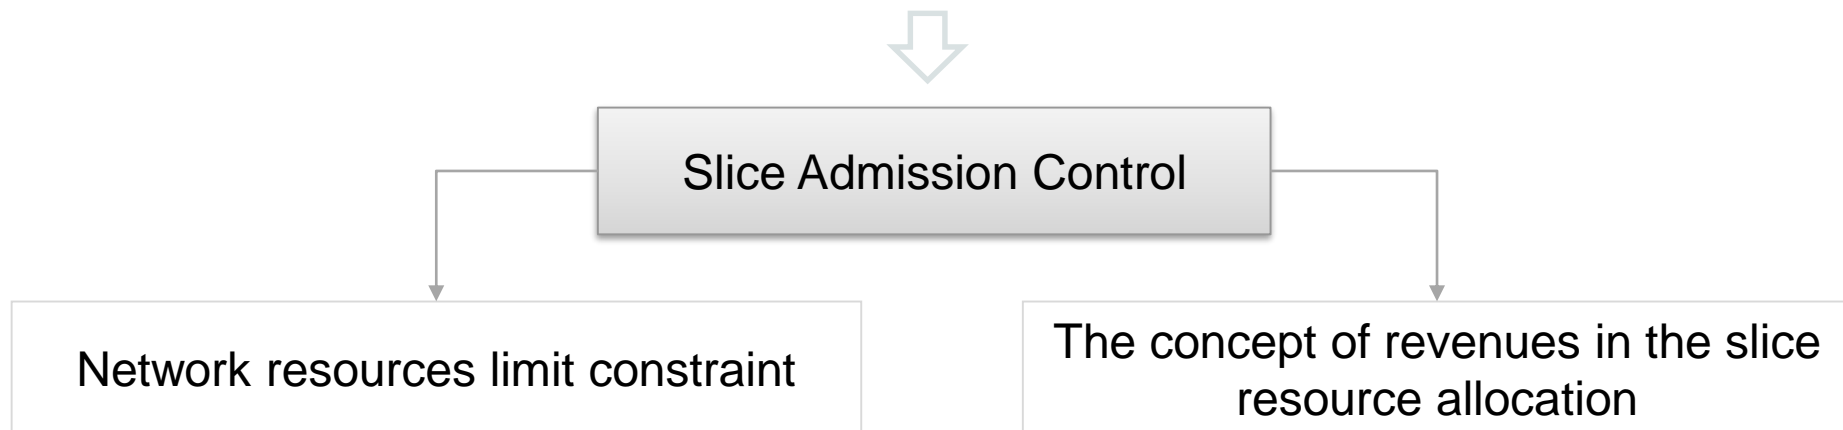 Slice Admission Control
Network resources limit constraint
The concept of revenues in the slice
resource allocation